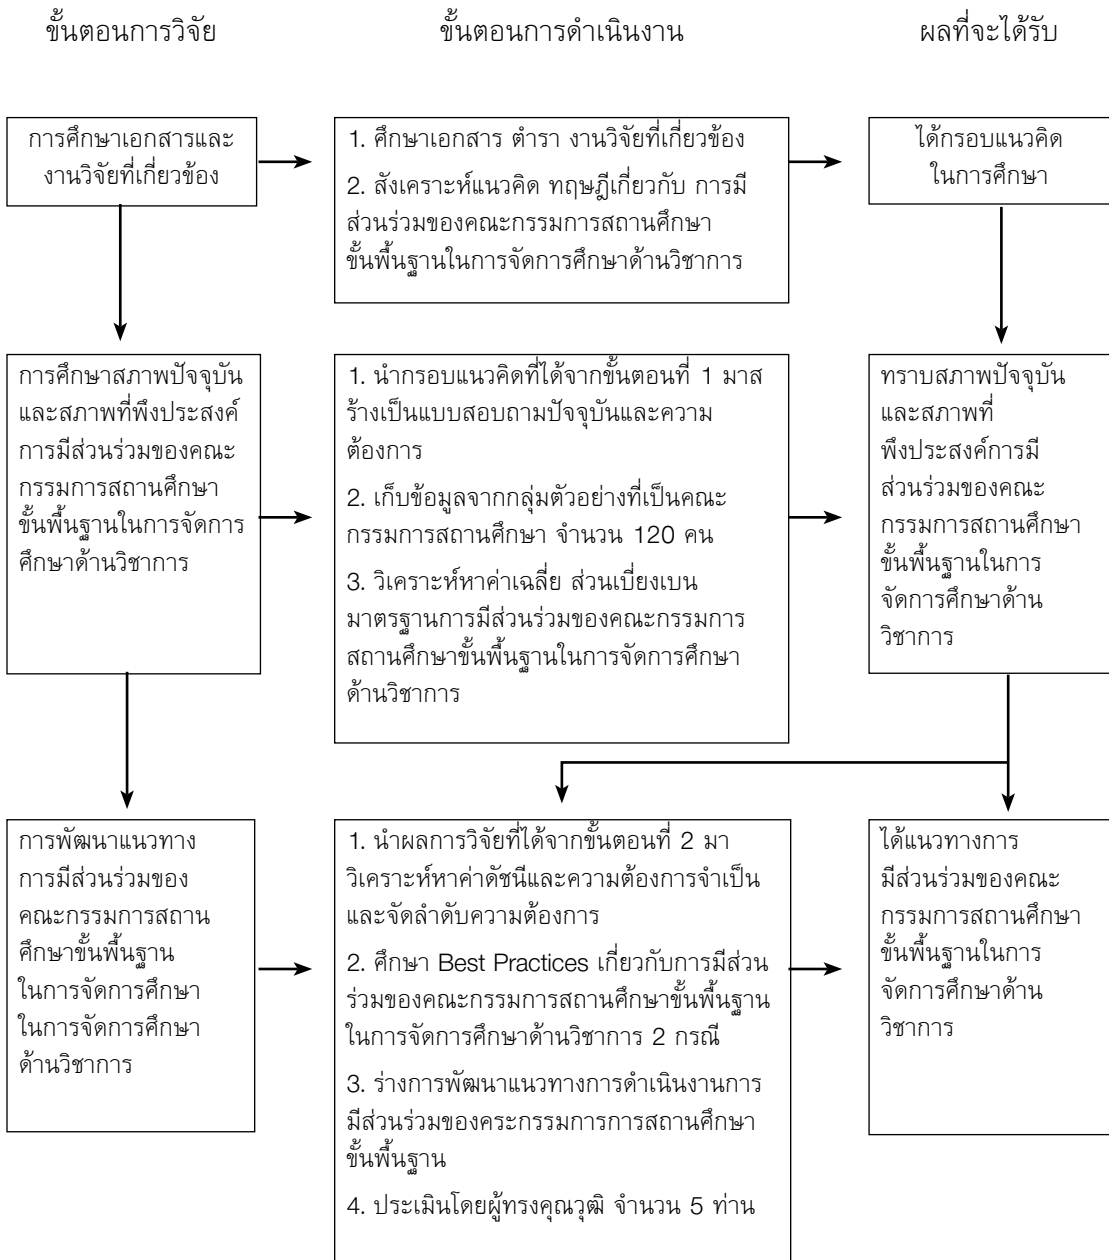 ขั้นตอนการวิจัย
ขั้นตอนการดำเนินงาน
ผลที่จะได้รับ
การศึกษาเอกสารและ
งานวิจัยที่เกี่ยวข้อง
1. ศึกษาเอกสาร ตำรา งานวิจัยที่เกี่ยวข้อง
2. สังเคราะห์แนวคิด ทฤษฎีเกี่ยวกับ การมี
ส่วนร่วมของคณะกรรมการสถานศึกษา
ขั้นพื้นฐานในการจัดการศึกษาด้านวิชาการ
ได้กรอบแนวคิด
ในการศึกษา
การศึกษาสภาพปัจจุบัน
และสภาพที่พึงประสงค์
การมีส่วนร่วมของคณะ
กรรมการสถานศึกษา
ขั้นพื้นฐานในการจัดการ
ศึกษาด้านวิชาการ
1. นำกรอบแนวคิดที่ได้จากขั้นตอนที่ 1 มาส
ร้างเป็นแบบสอบถามปัจจุบันและความ
ต้องการ
2. เก็บข้อมูลจากกลุ่มตัวอย่างที่เป็นคณะ
กรรมการสถานศึกษา จำนวน 120 คน
3. วิเคราะห์หาค่าเฉลี่ย ส่วนเบี่ยงเบน
มาตรฐานการมีส่วนร่วมของคณะกรรมการ
สถานศึกษาขั้นพื้นฐานในการจัดการศึกษา
ด้านวิชาการ
ทราบสภาพปัจจุบัน
และสภาพที่
พึงประสงค์การมี
ส่วนร่วมของคณะ
กรรมการสถานศึกษา
ขั้นพื้นฐานในการ
จัดการศึกษาด้าน
วิชาการ
การพัฒนาแนวทาง
การมีส่วนร่วมของ
คณะกรรมการสถาน
ศึกษาขั้นพื้นฐาน
ในการจัดการศึกษา
ในการจัดการศึกษา
ด้านวิชาการ
1. นำผลการวิจัยที่ได้จากขั้นตอนที่ 2 มา
วิเคราะห์หาค่าดัชนีและความต้องการจำเป็น
และจัดลำดับความต้องการ
2. ศึกษา Best Practices เกี่ยวกับการมีส่วน
ร่วมของคณะกรรมการสถานศึกษาขั้นพื้นฐาน
ในการจัดการศึกษาด้านวิชาการ 2 กรณี
3. ร่างการพัฒนาแนวทางการดำเนินงานการ
มีส่วนร่วมของคระกรรมการการสถานศึกษา
ขั้นพื้นฐาน
4. ประเมินโดยผู้ทรงคุณวุฒิ จำนวน 5 ท่าน
ได้แนวทางการ
มีส่วนร่วมของคณะ
กรรมการสถานศึกษา
ขั้นพื้นฐานในการ
จัดการศึกษาด้าน
วิชาการ